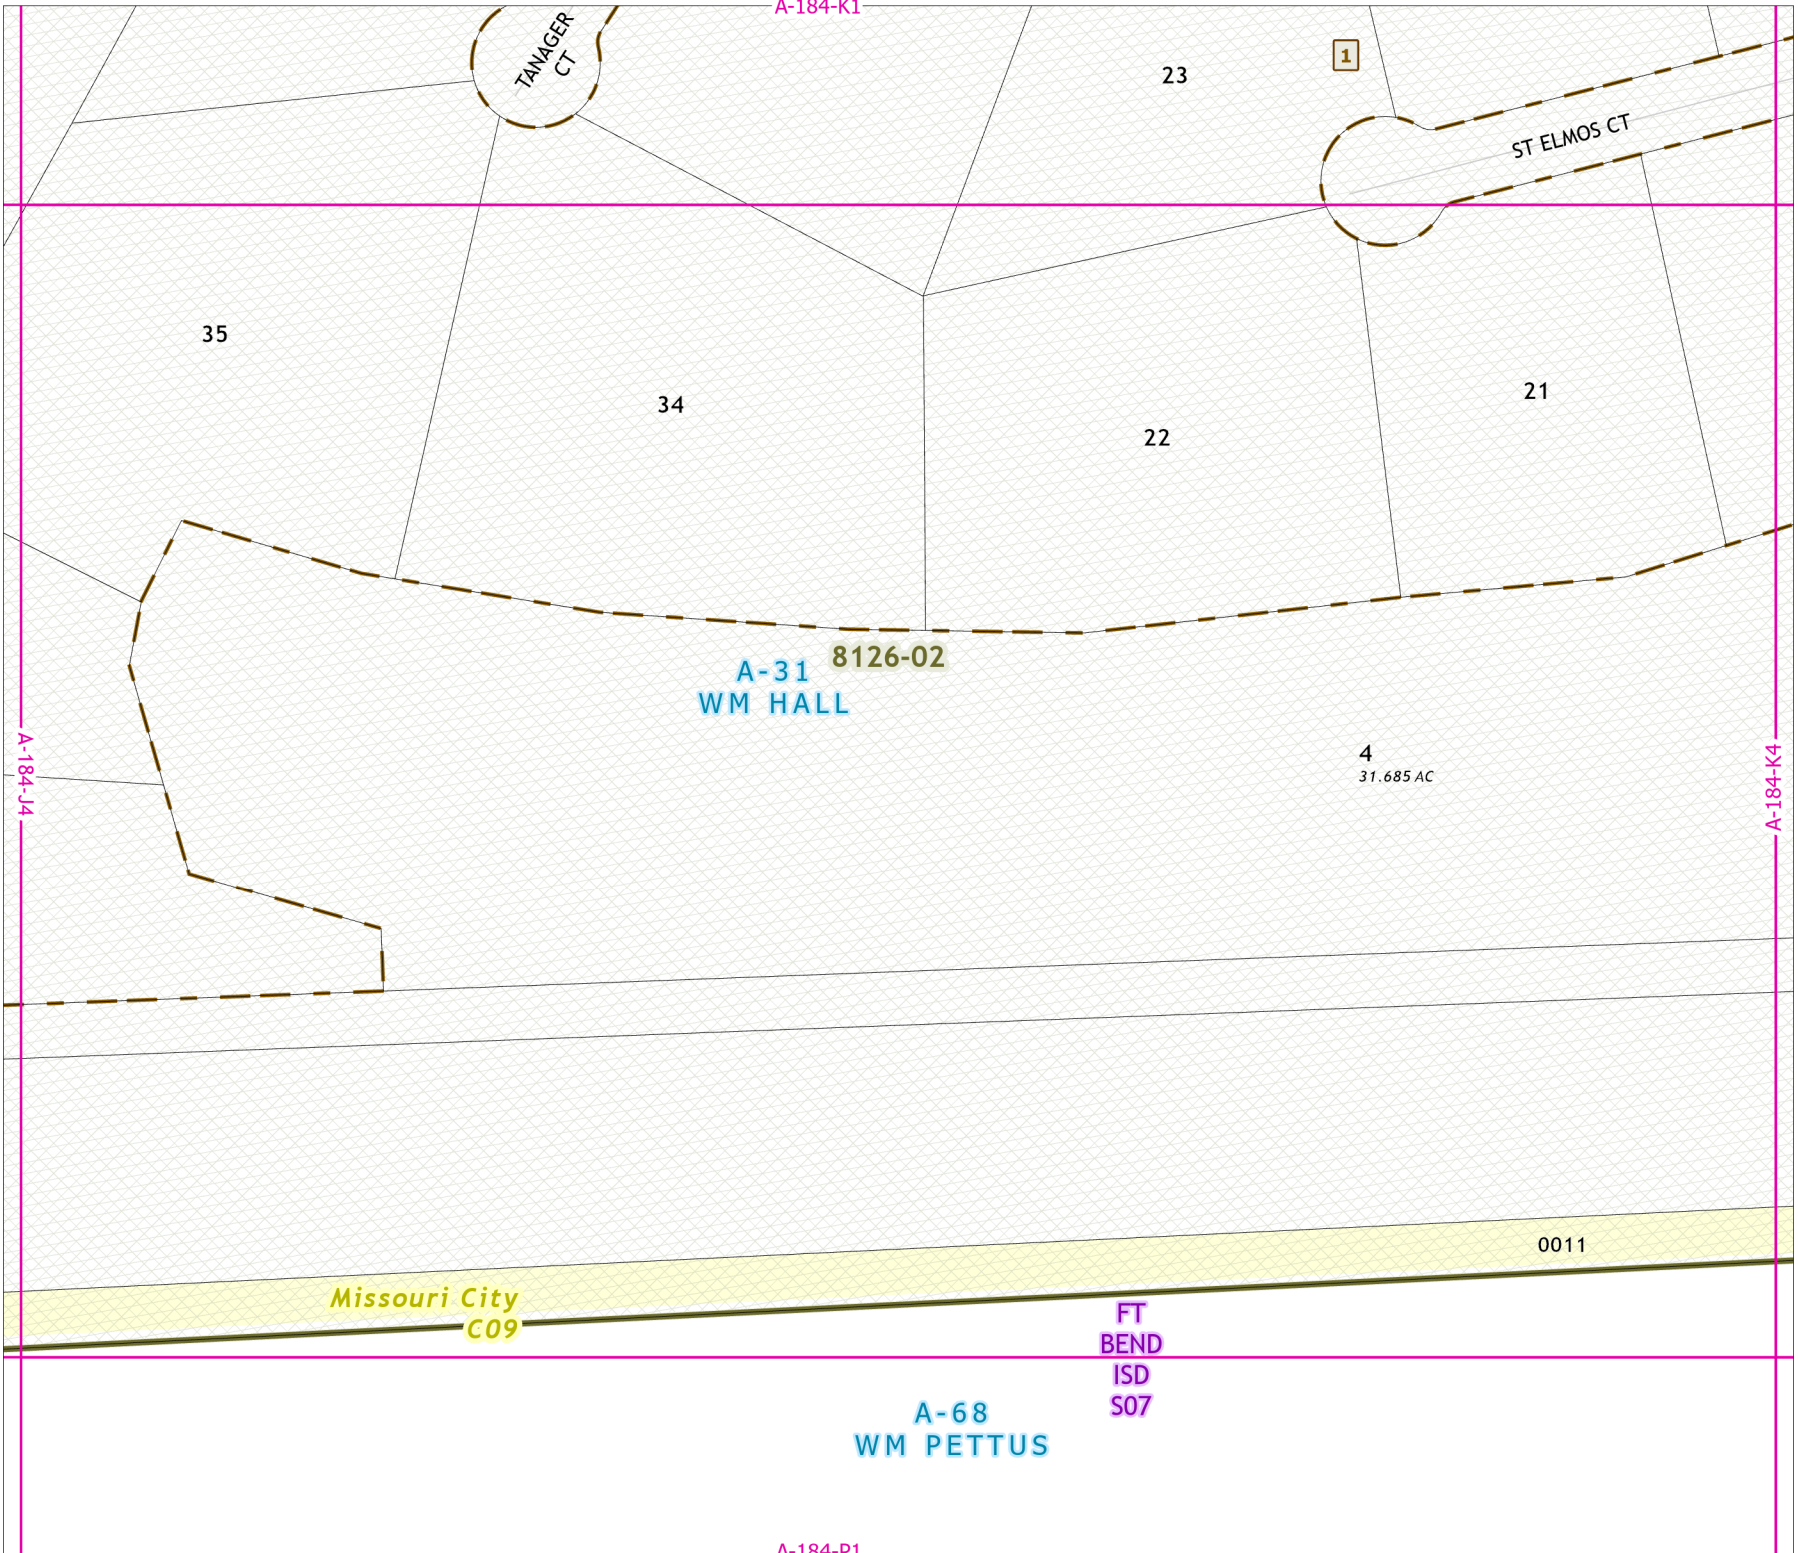 A-184-K1
TANAGER
CT
23
1
ST ELMOS CT
35
34
22
21
8126-02
A-31
WM HALL
4
31.685 AC
A-184-J4
A-184-K4
0011
Missouri City
C09
FT
BEND
ISD
S07
A-68
WM PETTUS
A-184-P1